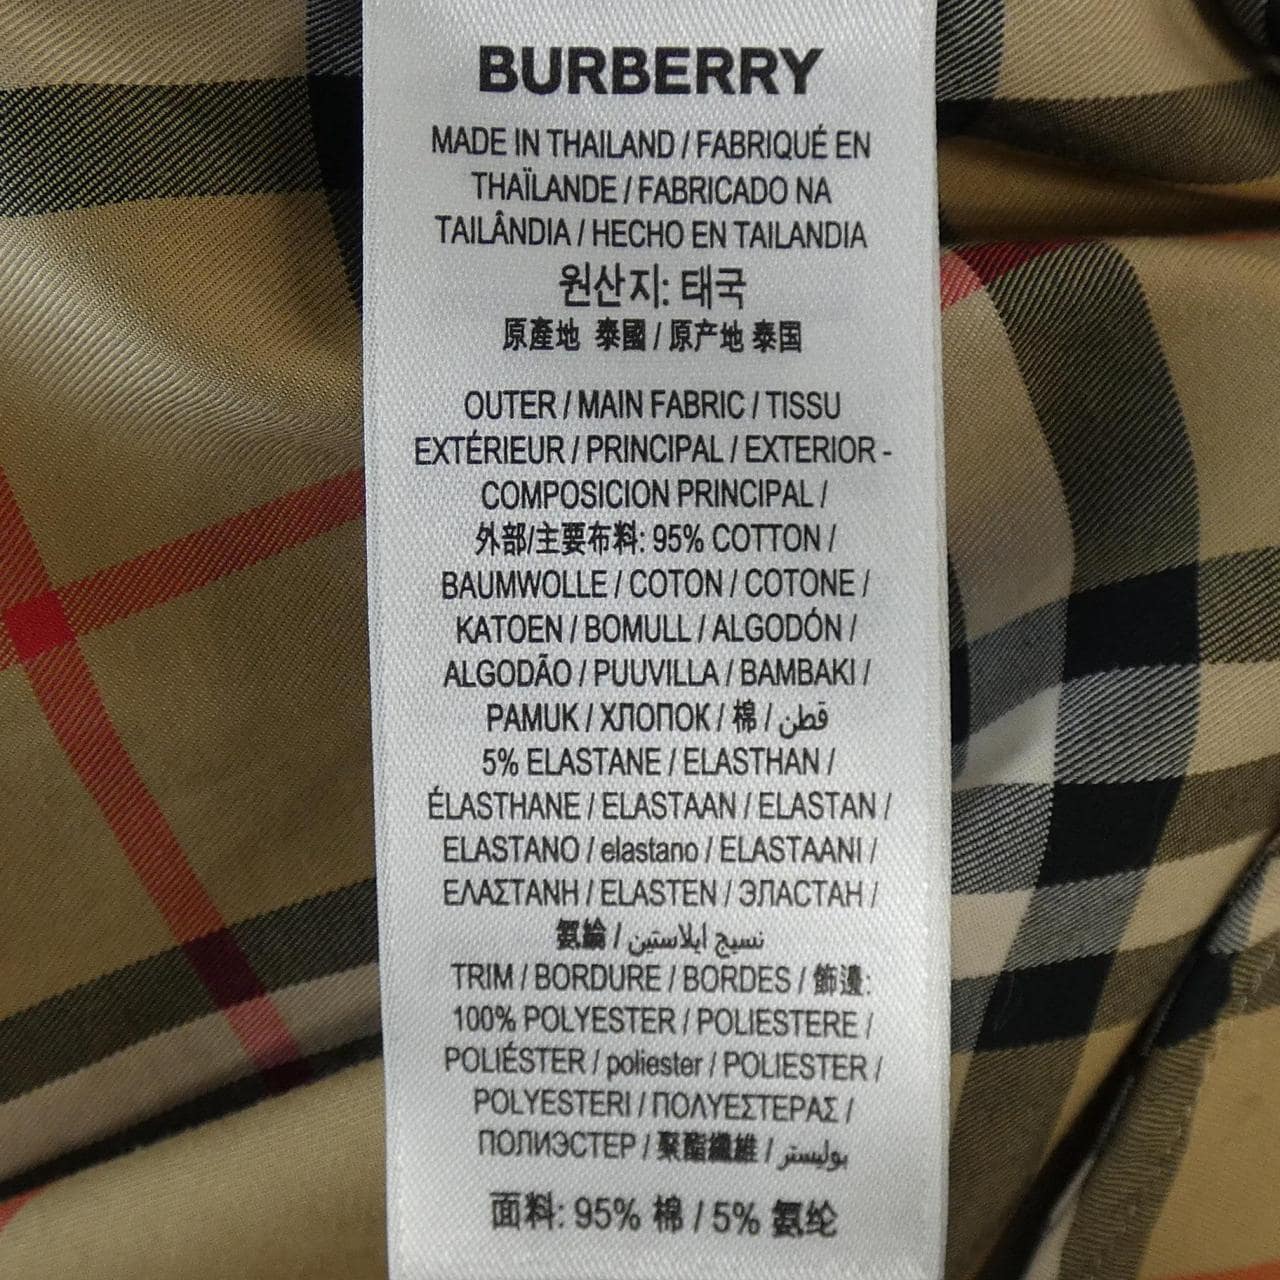 BURBERRY
MADE IN THAILAND / FABRIQUÉ EN
THAÏLANDE / FABRICADO NA
TAILÂNDIA / HECHO EN TAILANDIA
원산지: 태국
原產地 泰國 / 原产地 泰国
OUTER / MAIN FABRIC / TISSU
EXTÉRIEUR / PRINCIPAL / EXTERIOR -
COMPOSICION PRINCIPAL /
外部/主要布料: 95% COTTON /
BAUMWOLLE / COTON / COTONE /
KATOEN / BOMULL / ALGODÓN /
ALGODÃO / PUUVILLA / BAMBAKI /
PAMUK / ХЛОПОК / 棉 / قطن
5% ELASTANE / ELASTHAN /
ÉLASTHANE / ELASTAAN / ELASTAN /
ELASTANO / elastano / ELASTAANI /
ΕΛΑΣΤΑΝΗ / ELASTEN / ЭЛАСТАН /
氨綸 / نسيج ايلاستين
TRIM / BORDURE / BORDES / 飾邊:
100% POLYESTER / POLIESTERE /
POLIÉSTER / poliester / POLIESTER /
POLYESTERI / ΠΟΛΥΕΣΤΕΡΑΣ /
ПОЛИЭСТЕР / 聚酯纖維 / بوليستر
面料: 95% 棉 / 5% 氨纶